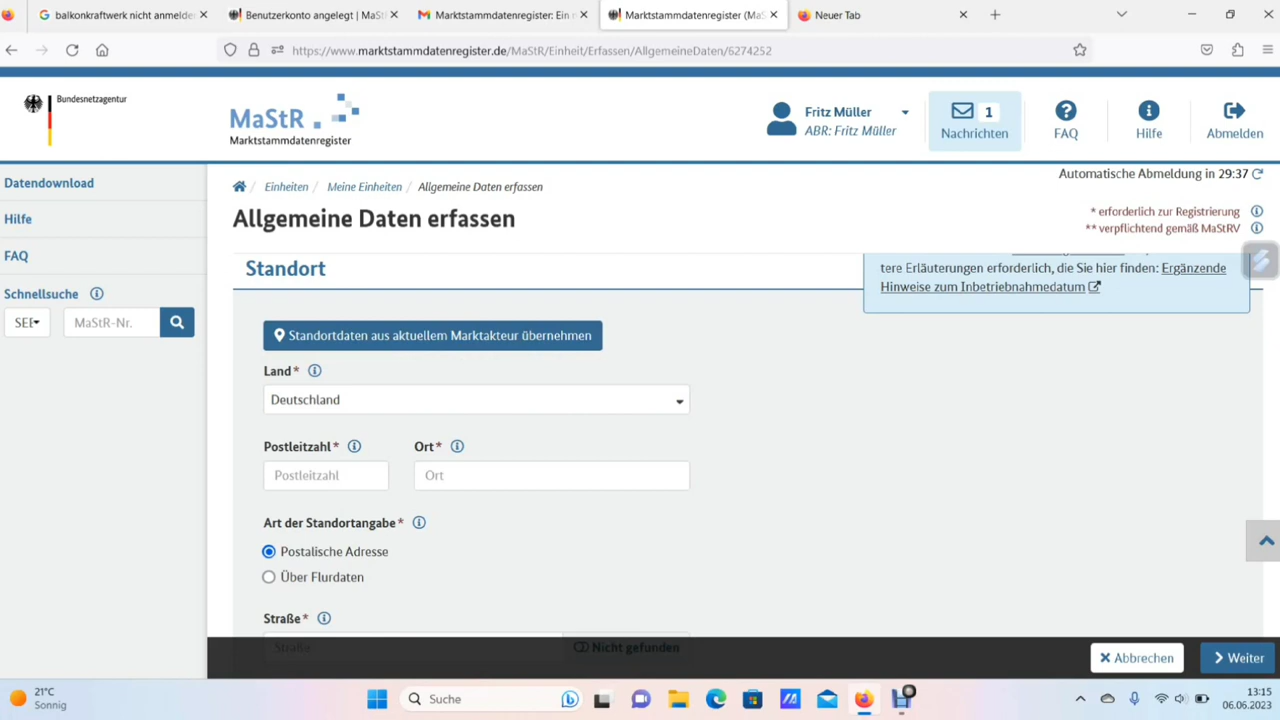 balkonkraftwerk nicht anmelde
Benutzerkonto angelegt | MaSt
Marktstammdatenregister: Ein n
Marktstammdatenregister (Ma
Neuer Tab
https://www.marktstammdatenregister.de/MaStR/Einheit/Erfassen/AllgemeineDaten/6274252
Bundesnetzagentur
MaStR
Marktstammdatenregister
Fritz Müller
ABR: Fritz Müller
1
Nachrichten
FAQ
Hilfe
Abmelden
Datendownload
Hilfe
FAQ
Schnellsuche
SEE
MaStR-Nr.
Einheiten / Meine Einheiten / Allgemeine Daten erfassen
Automatische Abmeldung in 29:37
Allgemeine Daten erfassen
* erforderlich zur Registrierung
** verpflichtend gemäß MaStRV
Standort
tere Erläuterungen erforderlich, die Sie hier finden: Ergänzende
Hinweise zum Inbetriebnahmedatum
Standortdaten aus aktuellem Marktakteur übernehmen
Land*
Deutschland
Postleitzahl* Ort*
Postleitzahl Ort
Art der Standortangabe*
Postalische Adresse
Über Flurdaten
Straße*
Straße Nicht gefunden
Abbrechen
Weiter
21°C
Sonnig
Suche
13:15
06.06.2023